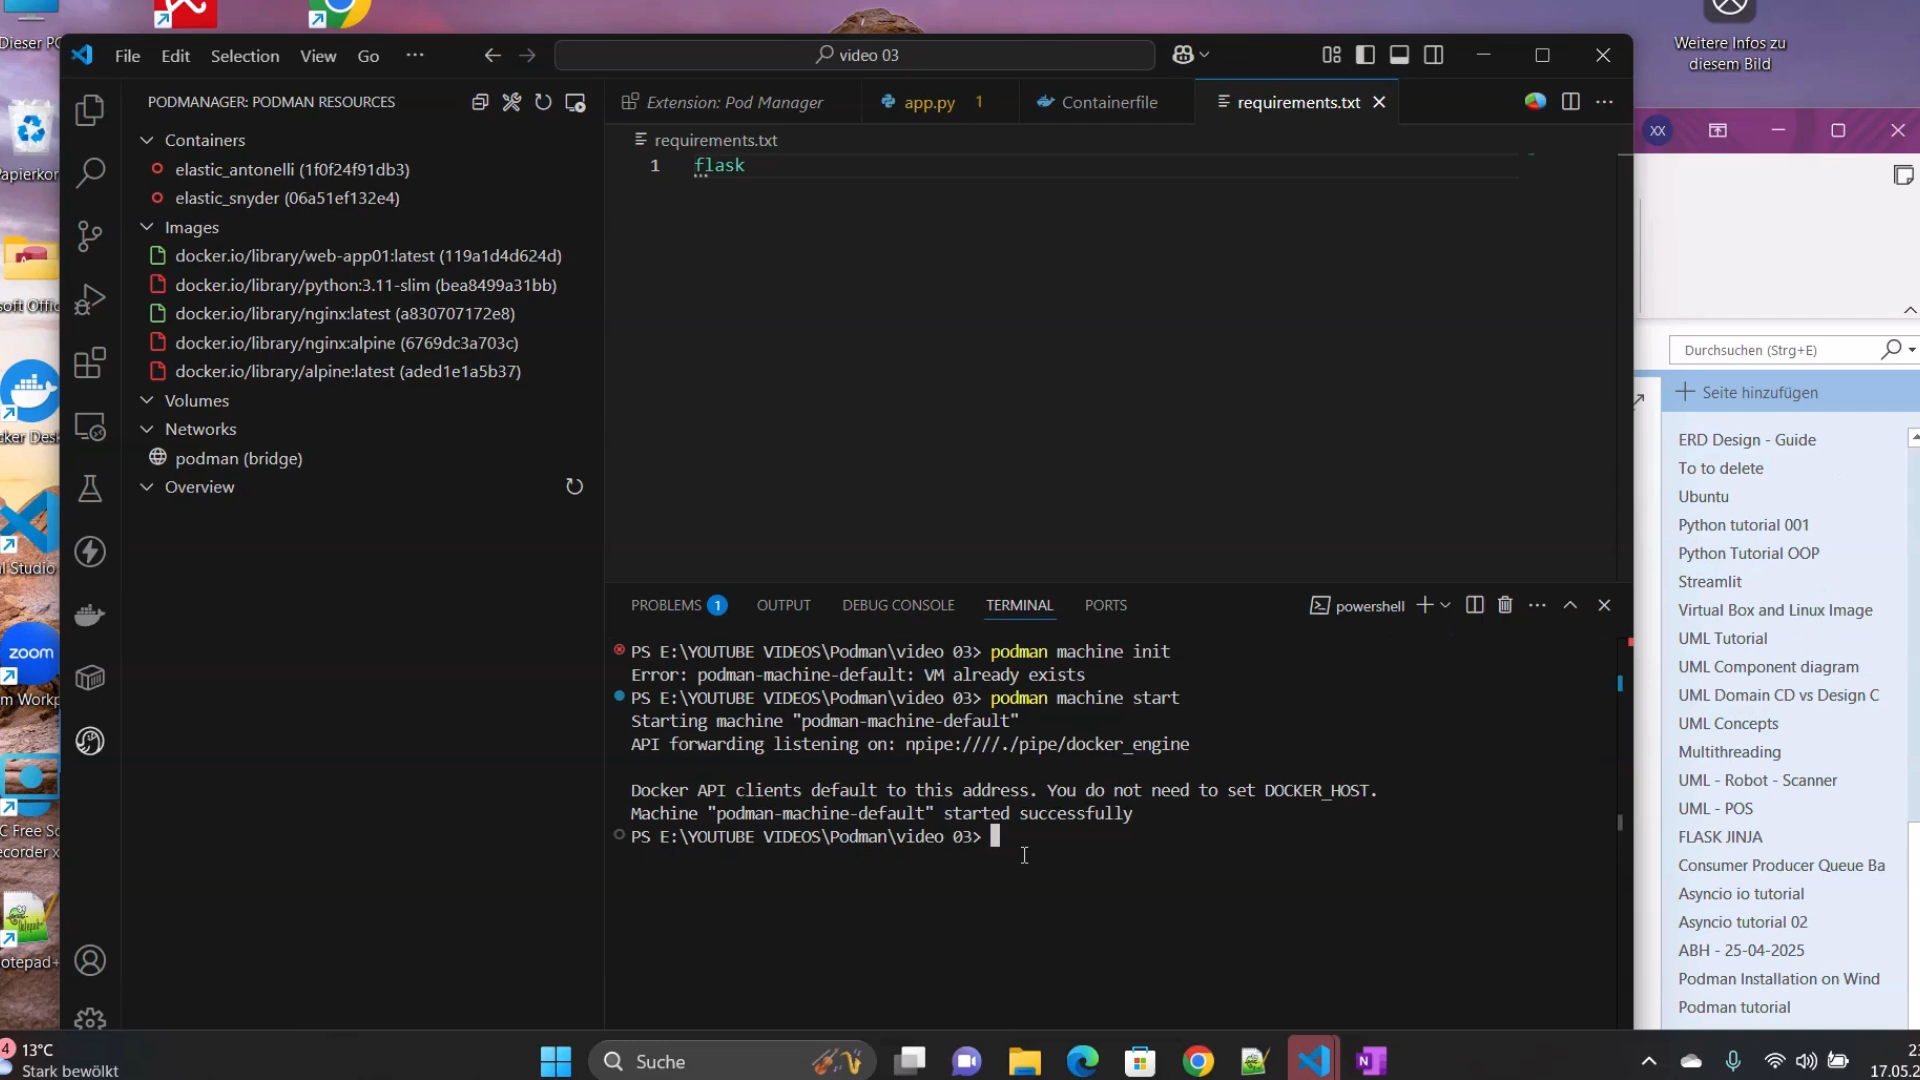 Dieser PC
Weitere Infos zu
diesem Bild
File Edit Selection View Go ···
video 03
PODMANAGER: PODMAN RESOURCES
Extension: Pod Manager
app.py 1
Containerfile
requirements.txt
XX
requirements.txt
1 flask
Containers
elastic_antonelli (1f0f24f91db3)
elastic_snyder (06a51ef132e4)
Images
docker.io/library/web-app01:latest (119a1d4d624d)
docker.io/library/python:3.11-slim (bea8499a31bb)
docker.io/library/nginx:latest (a830707172e8)
docker.io/library/nginx:alpine (6769dc3a703c)
docker.io/library/alpine:latest (aded1e1a5b37)
Volumes
Networks
podman (bridge)
Overview
Papierkor
soft Offic
cker Desk
al Studio
zoom
m Workp
C Free Sc
ecorder x
otepad+
PROBLEMS 1 OUTPUT DEBUG CONSOLE TERMINAL PORTS
powershell
PS E:\YOUTUBE VIDEOS\Podman\video 03> podman machine init
Error: podman-machine-default: VM already exists
PS E:\YOUTUBE VIDEOS\Podman\video 03> podman machine start
Starting machine "podman-machine-default"
API forwarding listening on: npipe:////./pipe/docker_engine
Docker API clients default to this address. You do not need to set DOCKER_HOST.
Machine "podman-machine-default" started successfully
PS E:\YOUTUBE VIDEOS\Podman\video 03>
Durchsuchen (Strg+E)
Seite hinzufügen
ERD Design - Guide
To to delete
Ubuntu
Python tutorial 001
Python Tutorial OOP
Streamlit
Virtual Box and Linux Image
UML Tutorial
UML Component diagram
UML Domain CD vs Design C
UML Concepts
Multithreading
UML - Robot - Scanner
UML - POS
FLASK JINJA
Consumer Producer Queue Ba
Asyncio io tutorial
Asyncio tutorial 02
ABH - 25-04-2025
Podman Installation on Wind
Podman tutorial
4
13°C
Stark bewölkt
Suche
23
17.05.2